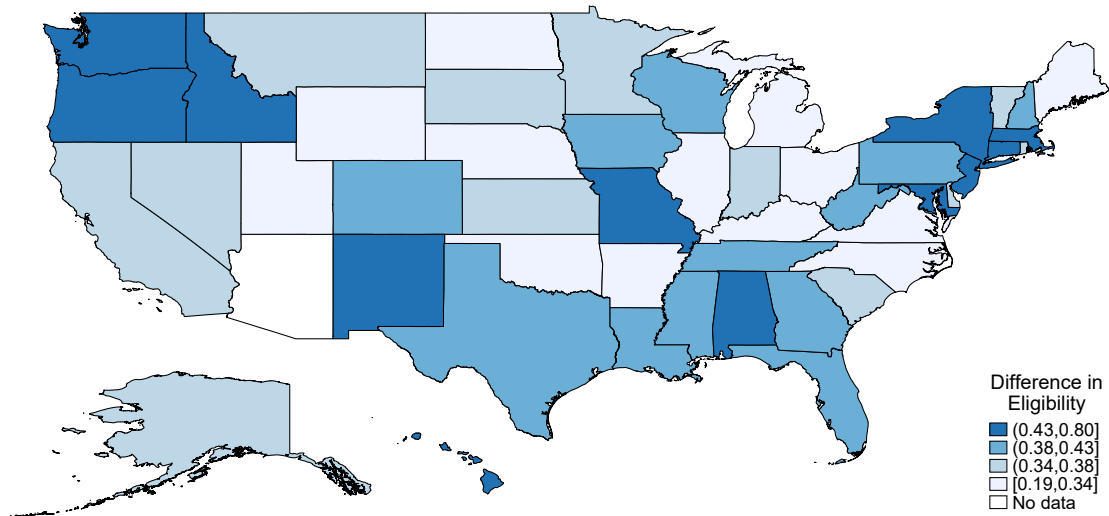 Difference in
Eligibility
(0.43,0.80]
(0.38,0.43]
(0.34,0.38]
[0.19,0.34]
No data